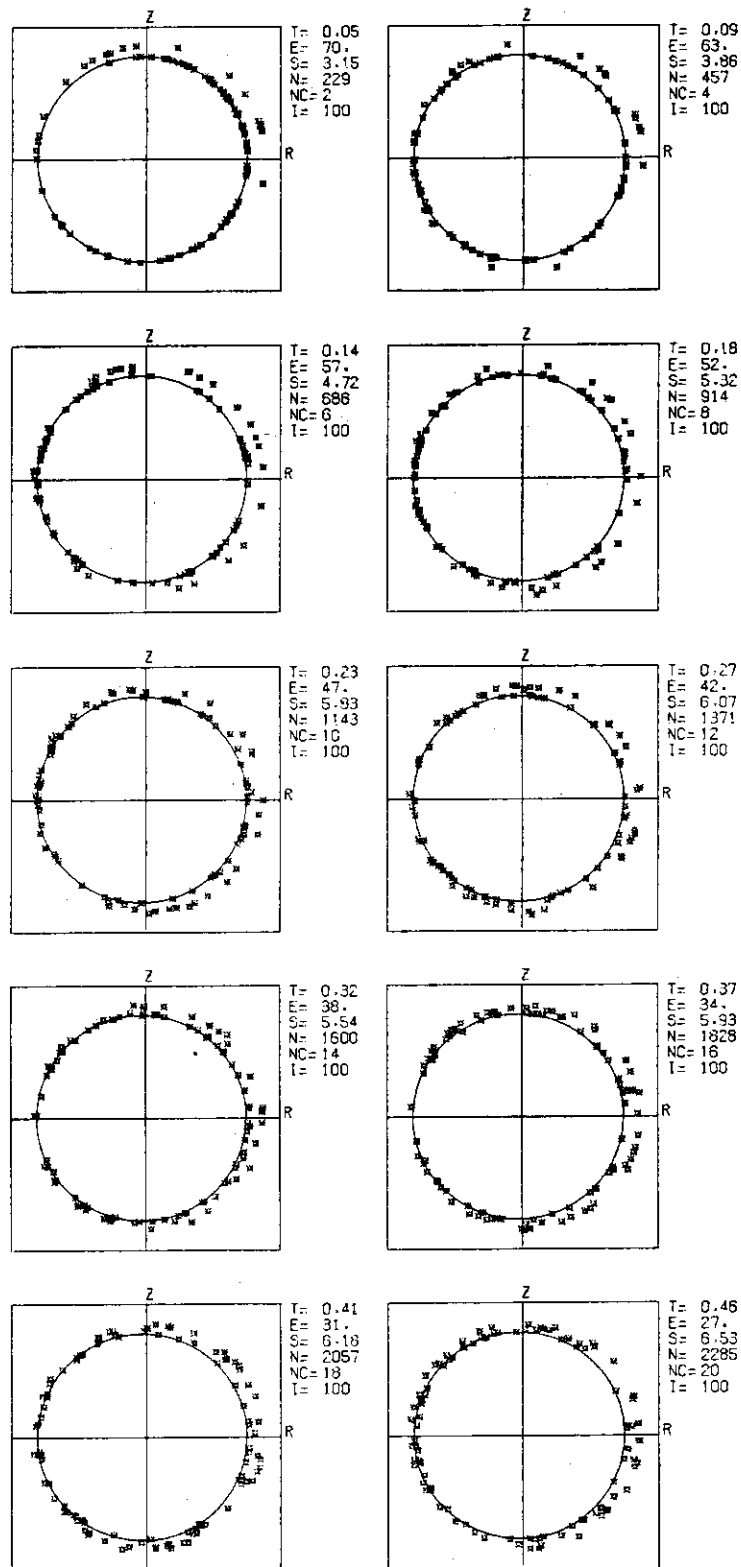 Z
R
T= 0.05
E= 70.
S= 3.15
N= 229
NC= 2
I= 100
Z
R
T= 0.09
E= 63.
S= 3.86
N= 457
NC= 4
I= 100
Z
R
T= 0.14
E= 57.
S= 4.72
N= 686
NC= 6
I= 100
Z
R
T= 0.18
E= 52.
S= 5.32
N= 914
NC= 8
I= 100
Z
R
T= 0.23
E= 47.
S= 5.93
N= 1143
NC= 10
I= 100
Z
R
T= 0.27
E= 42.
S= 6.07
N= 1371
NC= 12
I= 100
Z
R
T= 0.32
E= 38.
S= 5.54
N= 1600
NC= 14
I= 100
Z
R
T= 0.37
E= 34.
S= 5.93
N= 1828
NC= 16
I= 100
Z
R
T= 0.41
E= 31.
S= 6.18
N= 2057
NC= 18
I= 100
Z
R
T= 0.46
E= 27.
S= 6.53
N= 2285
NC= 20
I= 100